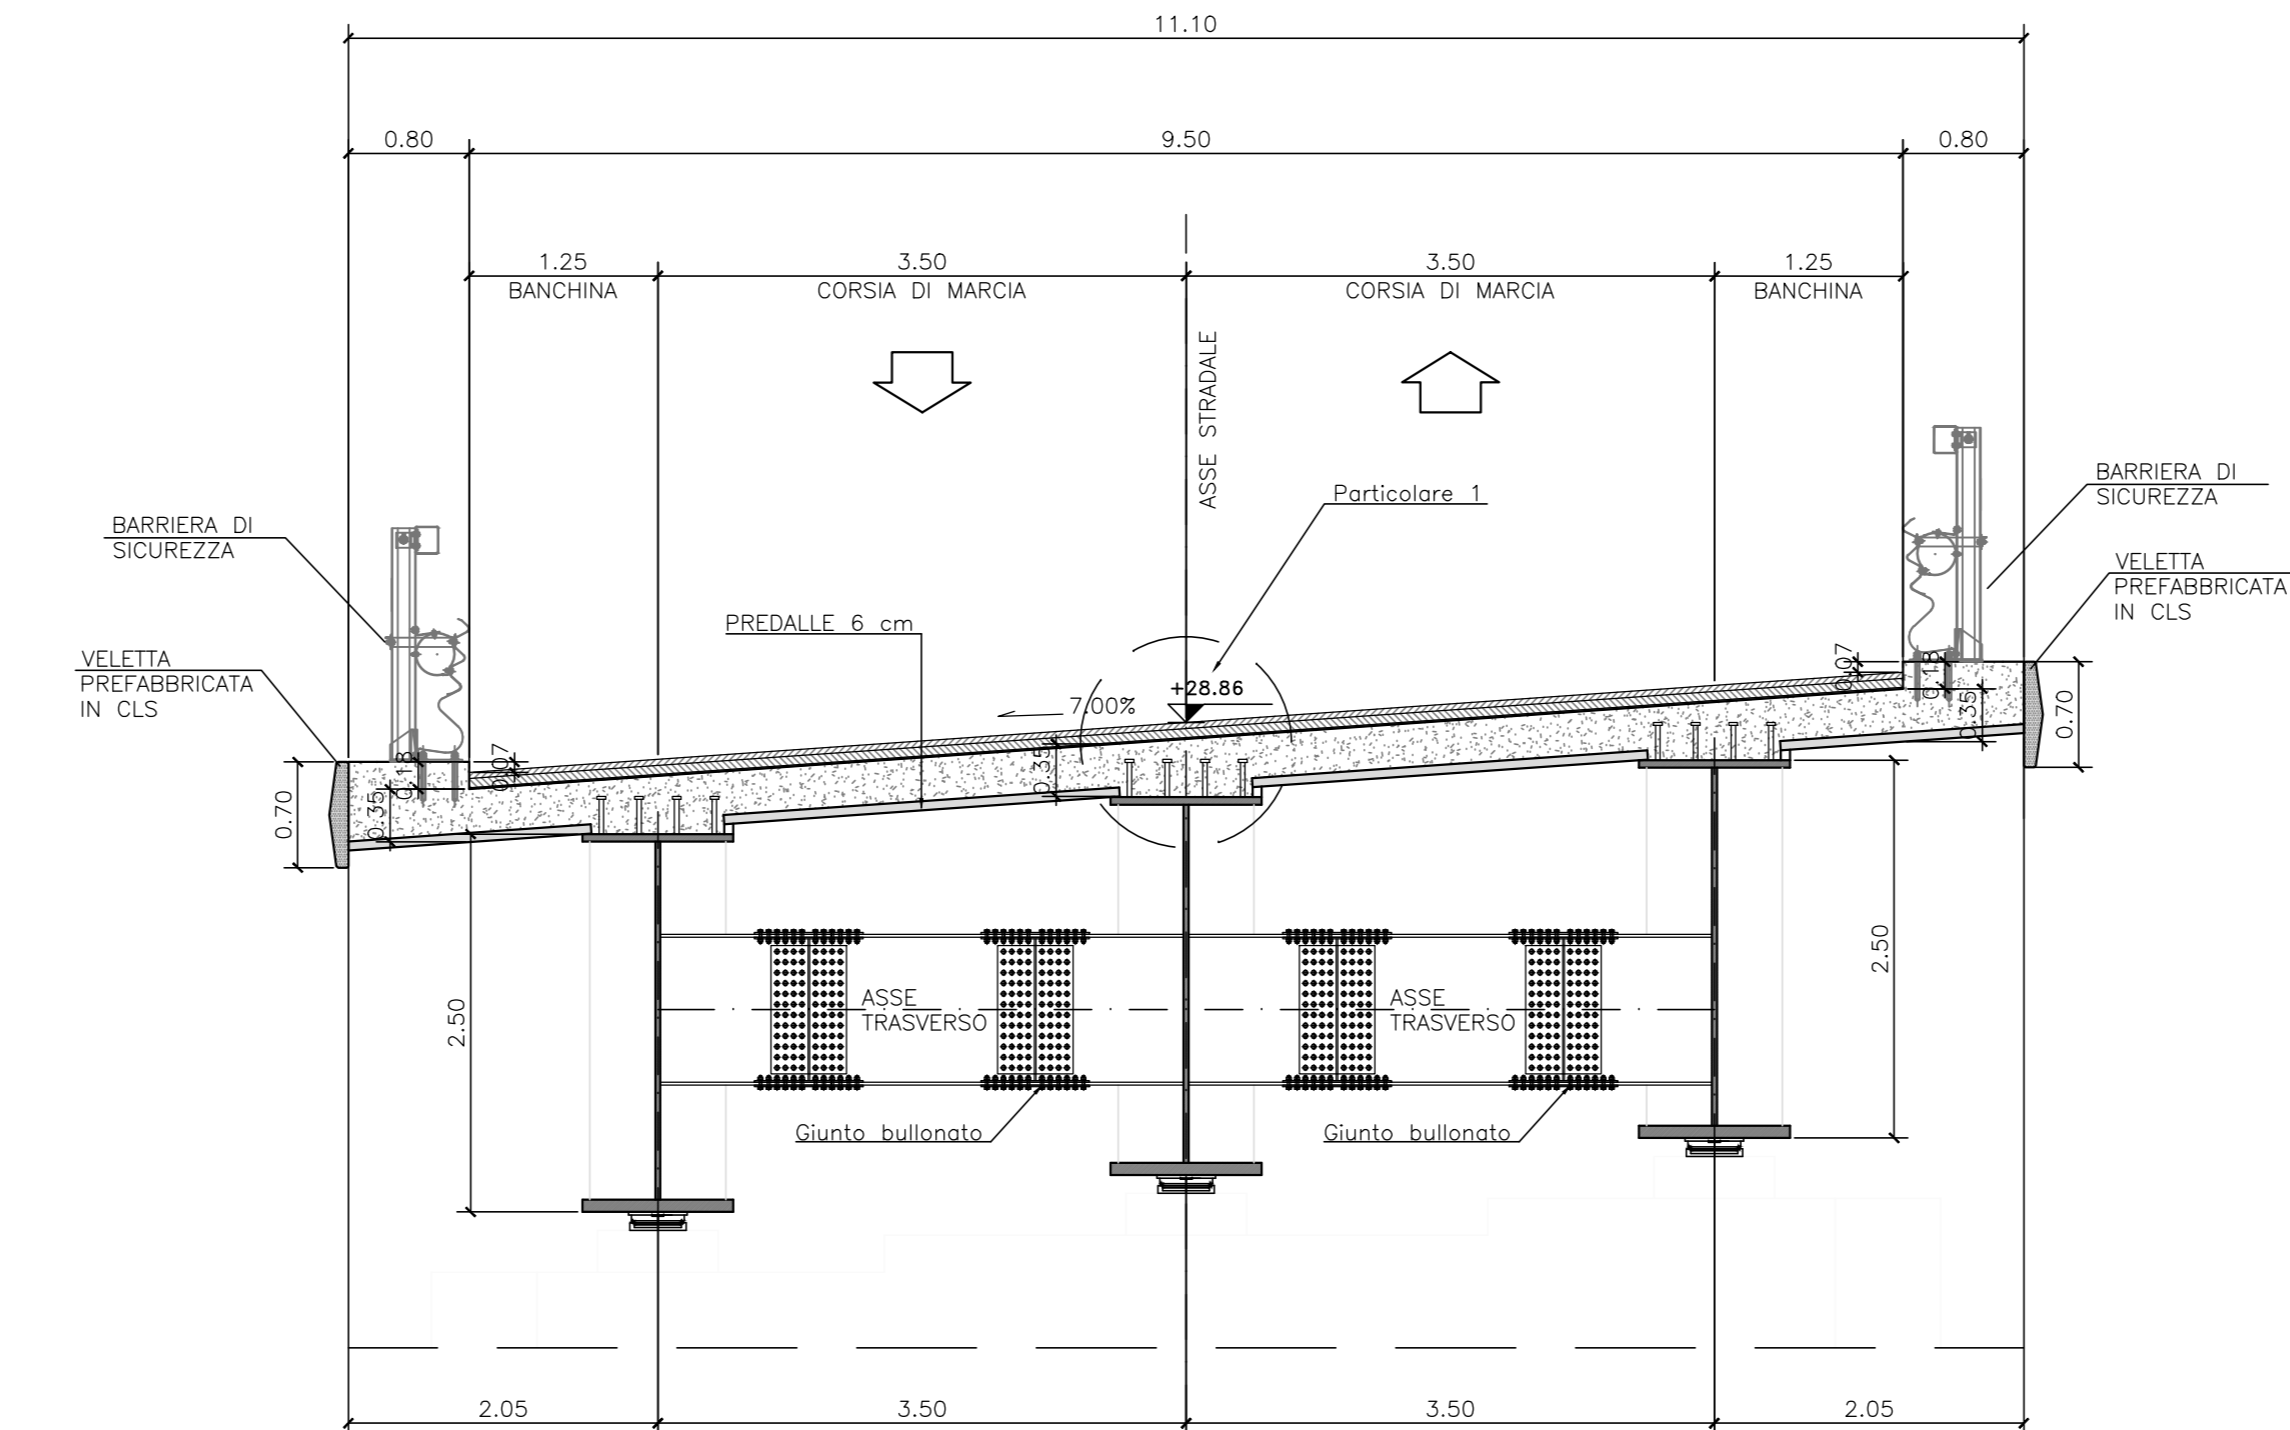 11.10
0.80
9.50
0.80
1.25
3.50
3.50
1.25
BANCHINA
CORSIA DI MARCIA
CORSIA DI MARCIA
BANCHINA
ASSE STRADALE
Particolare 1
BARRIERA DI
SICUREZZA
BARRIERA DI
SICUREZZA
VELETTA
PREFABBRICATA
IN CLS
PREDALLE 6 cm
VELETTA
PREFABBRICATA
IN CLS
+28.86
7.00%
0.07
0.18
0.35
0.70
0.07
0.18
0.35
0.70
0.35
2.50
2.50
ASSE
TRASVERSO
ASSE
TRASVERSO
Giunto bullonato
Giunto bullonato
2.05
3.50
3.50
2.05